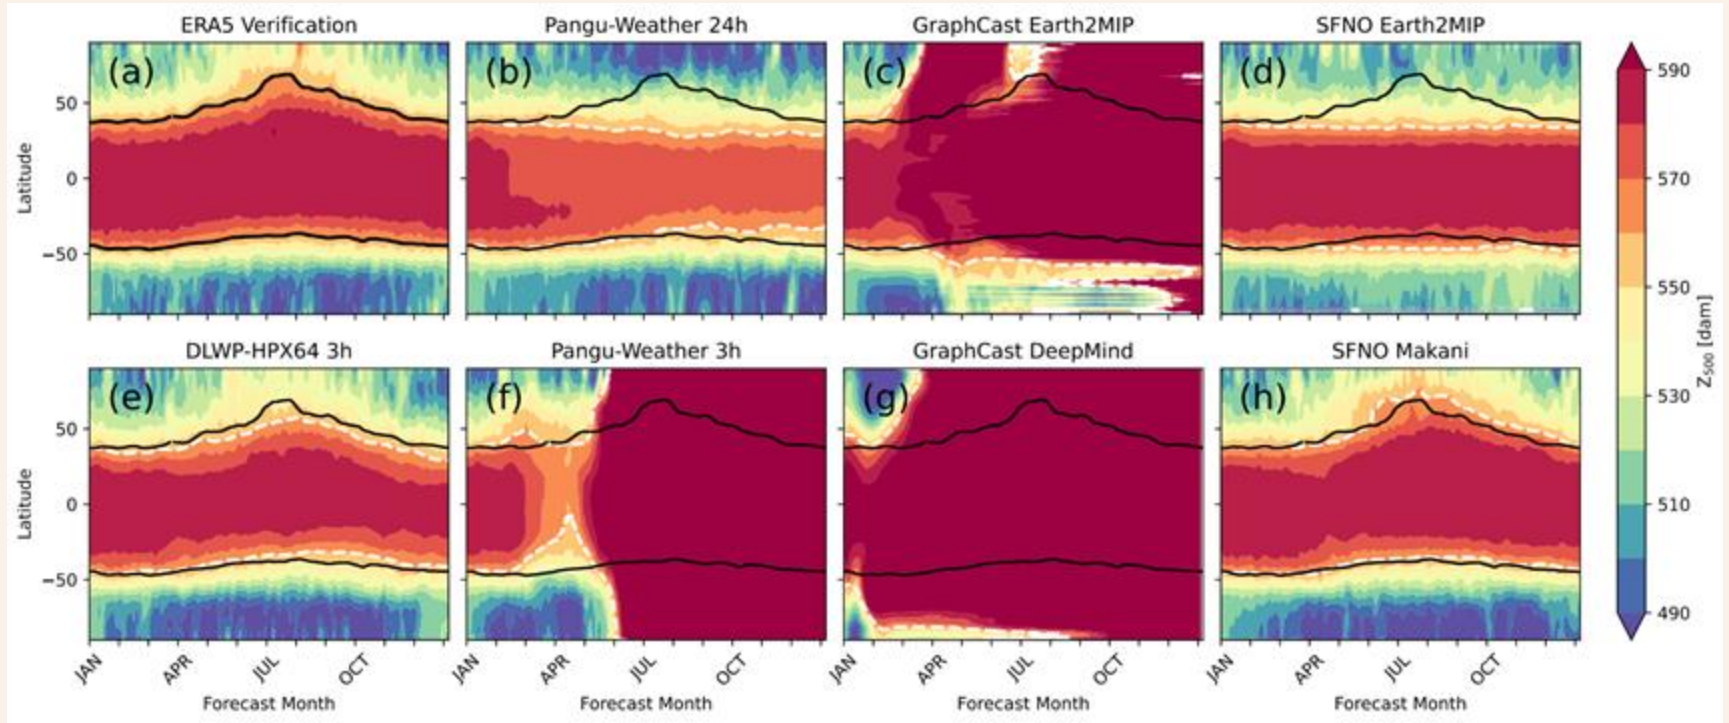 ERA5 Verification
Pangu-Weather 24h
GraphCast Earth2MIP
SFNO Earth2MIP
(a)
(b)
(c)
(d)
50
0
−50
Latitude
DLWP-HPX64 3h
Pangu-Weather 3h
GraphCast DeepMind
SFNO Makani
(e)
(f)
(g)
(h)
50
0
−50
Latitude
JAN
APR
JUL
OCT
JAN
APR
JUL
OCT
JAN
APR
JUL
OCT
JAN
APR
JUL
OCT
Forecast Month
Forecast Month
Forecast Month
Forecast Month
590
570
550
530
510
490
Z500 [dam]